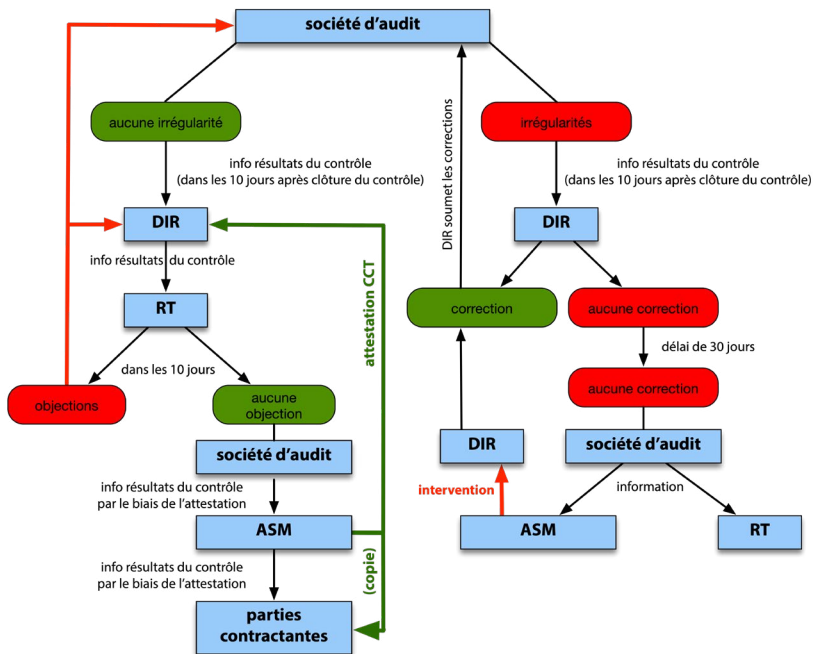 société d'audit
aucune irrégularité
irrégularités
info résultats du contrôle
(dans les 10 jours après clôture du contrôle)
DIR soumet les corrections
info résultats du contrôle
(dans les 10 jours après clôture du contrôle)
DIR
DIR
info résultats du contrôle
attestation CCT
RT
correction
aucune correction
délai de 30 jours
dans les 10 jours
objections
aucune
objection
aucune correction
société d'audit
DIR
société d'audit
info résultats du contrôle
par le biais de l'attestation
intervention
information
ASM
ASM
RT
info résultats du contrôle
par le biais de l'attestation
(copie)
parties
contractantes